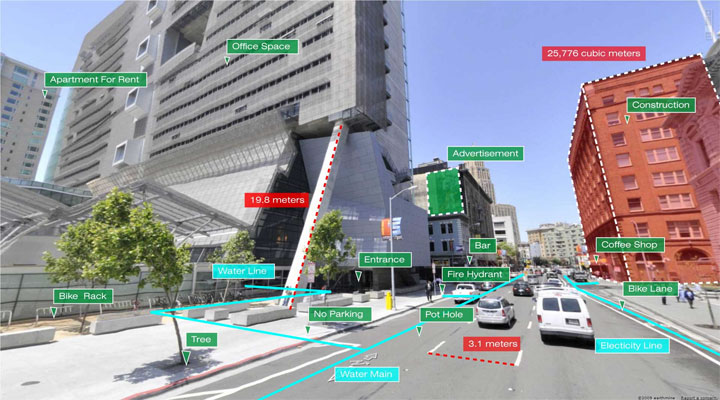 Office Space
25,776 cubic meters
Apartment For Rent
Construction
Advertisement
19.8 meters
Bar
Coffee Shop
Entrance
Water Line
Fire Hydrant
Bike Rack
Bike Lane
No Parking
Pot Hole
Tree
3.1 meters
Electicity Line
Water Main
©2009 earthmine Report a concern